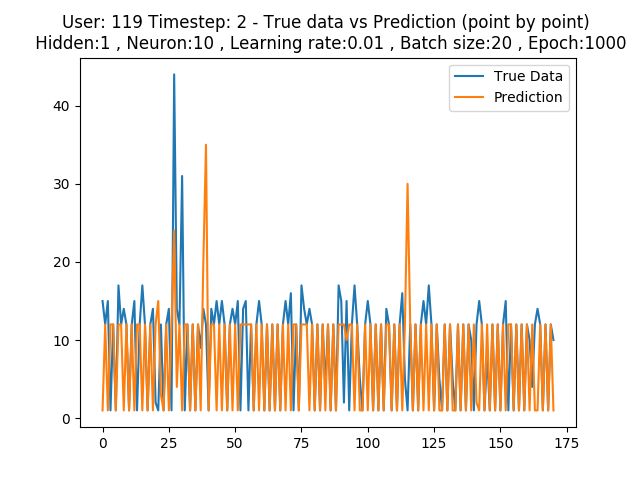 User: 119 Timestep: 2 - True data vs Prediction (point by point)
Hidden:1 , Neuron:10 , Learning rate:0.01 , Batch size:20 , Epoch:1000
True Data
Prediction
40
30
20
10
0
0 25 50 75 100 125 150 175